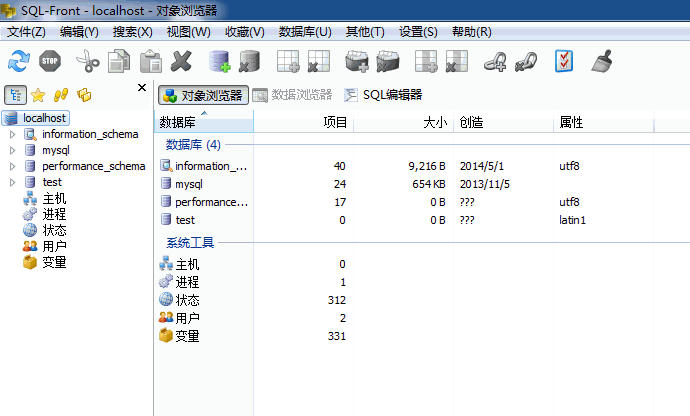 SQL-Front - localhost - 对象浏览器
文件(Z) 编辑(Y) 搜索(X) 视图(W) 收藏(V) 数据库(U) 其他(T) 设置(S) 帮助(R)
STOP
对象浏览器 数据浏览器 SQL编辑器
localhost
information_schema
mysql
performance_schema
test
主机
进程
状态
用户
变量
数据库 项目 大小 创造 属性
数据库 (4)
information_... 40 9,216 B 2014/5/1 utf8
mysql 24 654 KB 2013/11/5
performance... 17 0 B ??? utf8
test 0 0 B ??? latin1
系统工具
主机 0
进程 1
状态 312
用户 2
变量 331